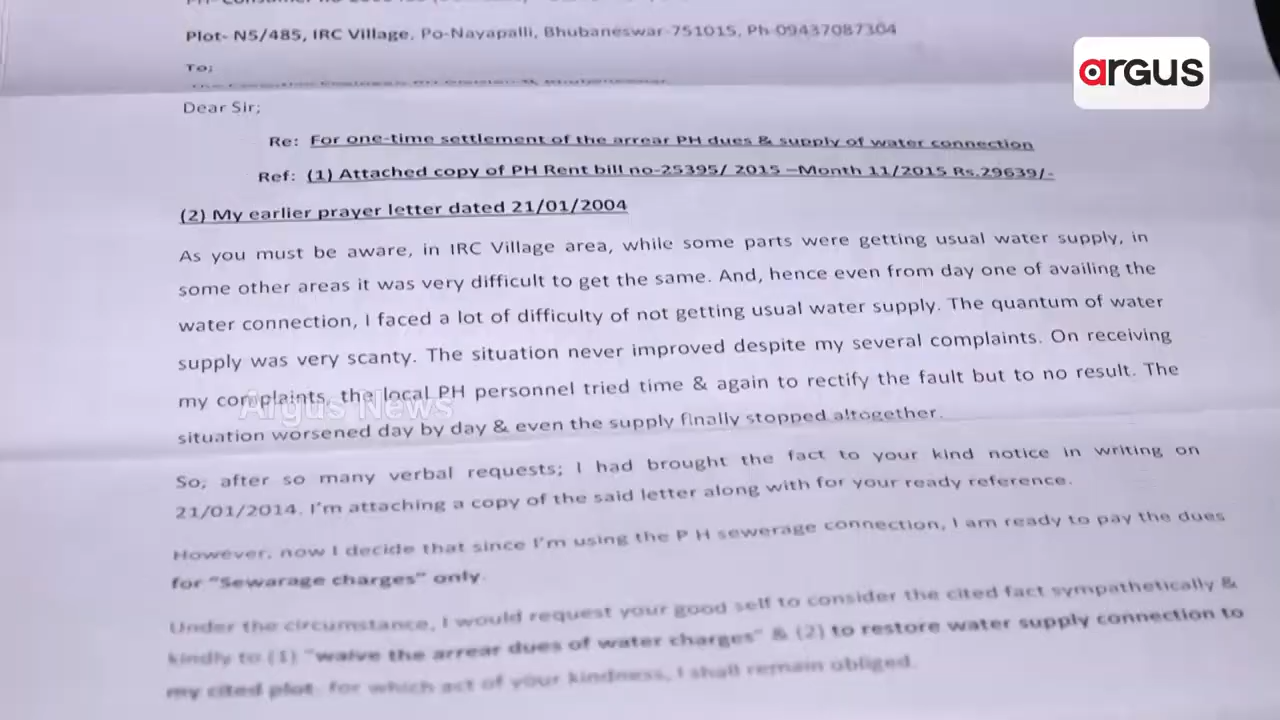 Plot- N5/485, IRC Village, Po-Nayapalli, Bhubaneswar-751015, Ph-09437087304
To;
Dear Sir;
Re: For one-time settlement of the arrear PH dues & supply of water connection
Ref: (1) Attached copy of PH Rent bill no-25395/ 2015 –Month 11/2015 Rs.29639/-
(2) My earlier prayer letter dated 21/01/2004
As you must be aware, in IRC Village area, while some parts were getting usual water supply, in
some other areas it was very difficult to get the same. And, hence even from day one of availing the
water connection, I faced a lot of difficulty of not getting usual water supply. The quantum of water
supply was very scanty. The situation never improved despite my several complaints. On receiving
my complaints, the local PH personnel tried time & again to rectify the fault but to no result. The
situation worsened day by day & even the supply finally stopped altogether.
So, after so many verbal requests; I had brought the fact to your kind notice in writing on
21/01/2014. I'm attaching a copy of the said letter along with for your ready reference.
However, now I decide that since I'm using the P H sewerage connection, I am ready to pay the dues
for "Sewarage charges" only.
Under the circumstance, I would request your good self to consider the cited fact sympathetically &
kindly to (1) "waive the arrear dues of water charges" & (2) to restore water supply connection to
my cited plot. for which act of your kindness, I shall remain obliged.
argus
Argus News